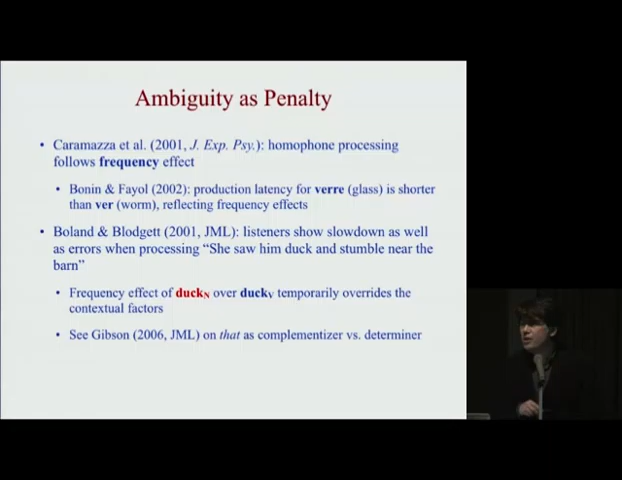 Ambiguity as Penalty
• Caramazza et al. (2001, J. Exp. Psy.): homophone processing
follows frequency effect
• Bonin & Fayol (2002): production latency for verre (glass) is shorter
than ver (worm), reflecting frequency effects
• Boland & Blodgett (2001, JML): listeners show slowdown as well
as errors when processing “She saw him duck and stumble near the
barn”
• Frequency effect of duckN over duckV temporarily overrides the
contextual factors
• See Gibson (2006, JML) on that as complementizer vs. determiner